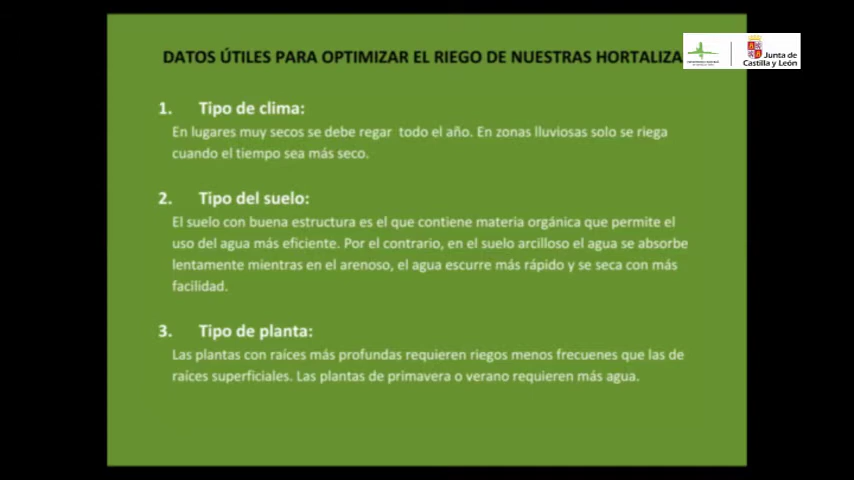 DATOS ÚTILES PARA OPTIMIZAR EL RIEGO DE NUESTRAS HORTALIZA
Junta de
Castilla y León
1. Tipo de clima:
En lugares muy secos se debe regar todo el año. En zonas lluviosas solo se riega
cuando el tiempo sea más seco.
2. Tipo del suelo:
El suelo con buena estructura es el que contiene materia orgánica que permite el
uso del agua más eficiente. Por el contrario, en el suelo arcilloso el agua se absorbe
lentamente mientras en el arenoso, el agua escurre más rápido y se seca con más
facilidad.
3. Tipo de planta:
Las plantas con raíces más profundas requieren riegos menos frecuenes que las de
raíces superficiales. Las plantas de primavera o verano requieren más agua.